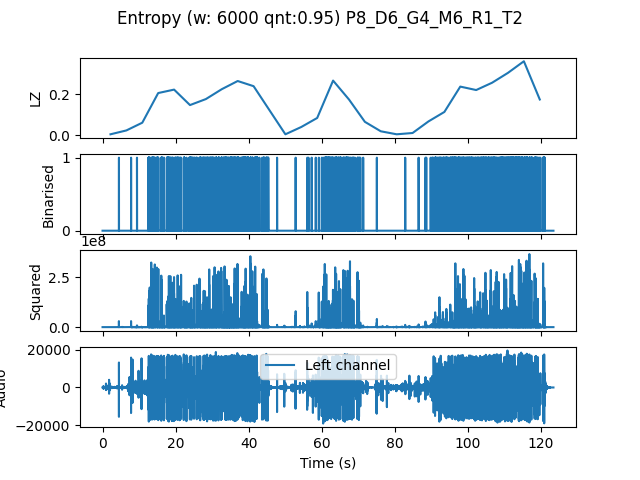 Entropy (w: 6000 qnt:0.95) P8_D6_G4_M6_R1_T2
LZ
0.2
0.0
Binarised
1
0
1e8
Squared
2.5
0.0
Audio
20000
0
−20000
Left channel
0 20 40 60 80 100 120
Time (s)